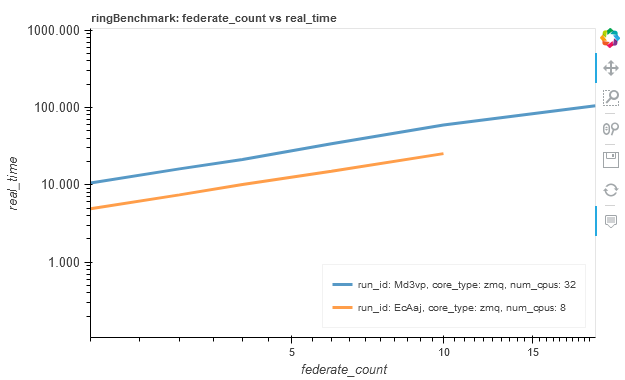 ringBenchmark: federate_count vs real_time
1000.000
100.000
10.000
1.000
real_time
run_id: Md3vp, core_type: zmq, num_cpus: 32
run_id: EcAaj, core_type: zmq, num_cpus: 8
5 10 15
federate_count